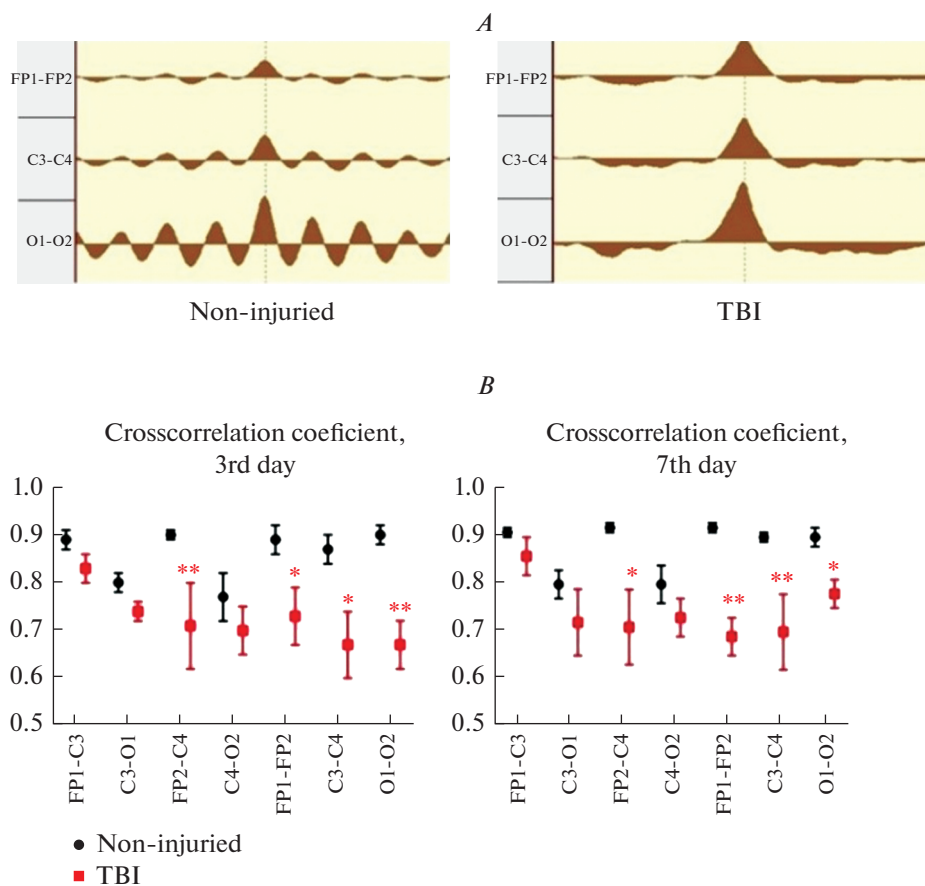 A
FP1-FP2
C3-C4
O1-O2
Non-injuried
FP1-FP2
C3-C4
O1-O2
TBI
B
Crosscorrelation coeficient,
3rd day
1.0
0.9
0.8
0.7
0.6
0.5
**
*
*
**
FP1-C3
C3-O1
FP2-C4
C4-O2
FP1-FP2
C3-C4
O1-O2
Crosscorrelation coeficient,
7th day
1.0
0.9
0.8
0.7
0.6
0.5
*
**
**
*
FP1-C3
C3-O1
FP2-C4
C4-O2
FP1-FP2
C3-C4
O1-O2
Non-injuried
TBI